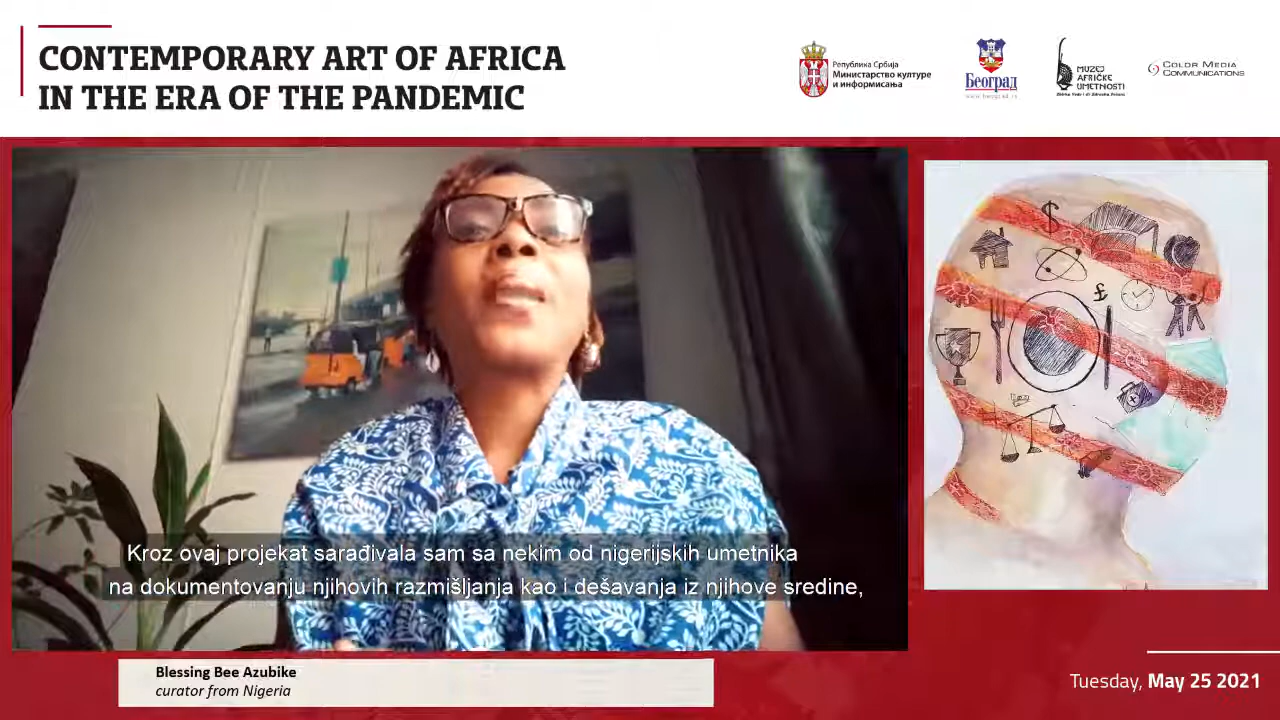 CONTEMPORARY ART OF AFRICA
IN THE ERA OF THE PANDEMIC
Република Србија
Министарство културе
и информисања
Београд
MUZEJ
AFRIČKE
UMETNOSTI
COLOR MEDIA
COMMUNICATIONS
Kroz ovaj projekat sarađivala sam sa nekim od nigerijskih umetnika
na dokumentovanju njihovih razmišljanja kao i dešavanja iz njihove sredine,
Blessing Bee Azubike
curator from Nigeria
Tuesday, May 25 2021